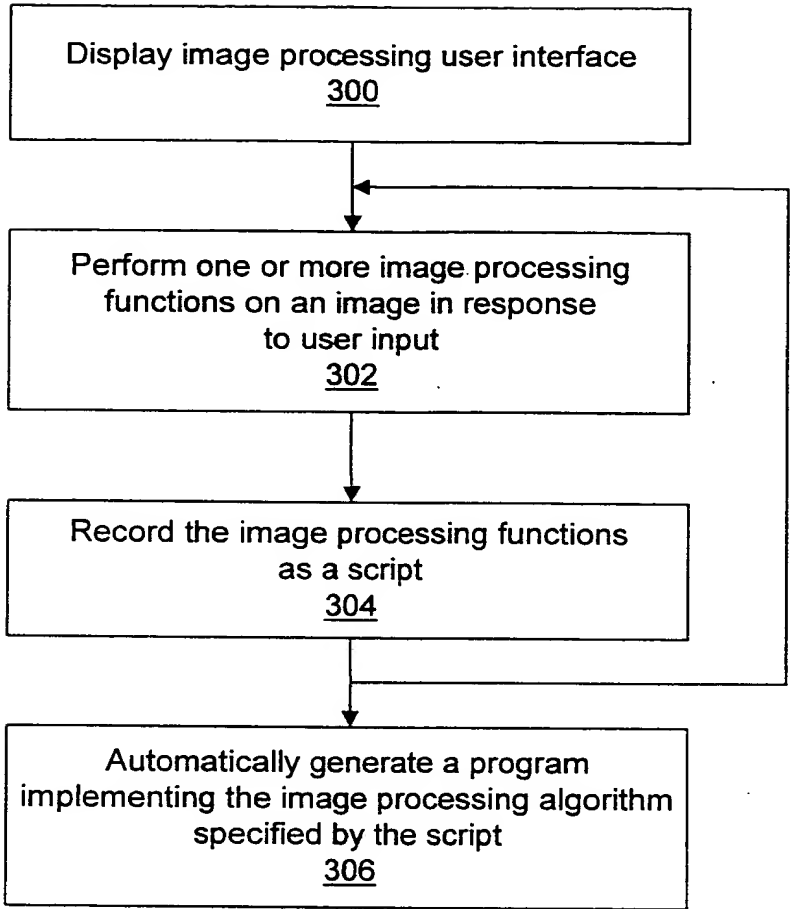 Display image processing user interface
300
Perform one or more image processing
functions on an image in response
to user input
302
Record the image processing functions
as a script
304
Automatically generate a program
implementing the image processing algorithm
specified by the script
306